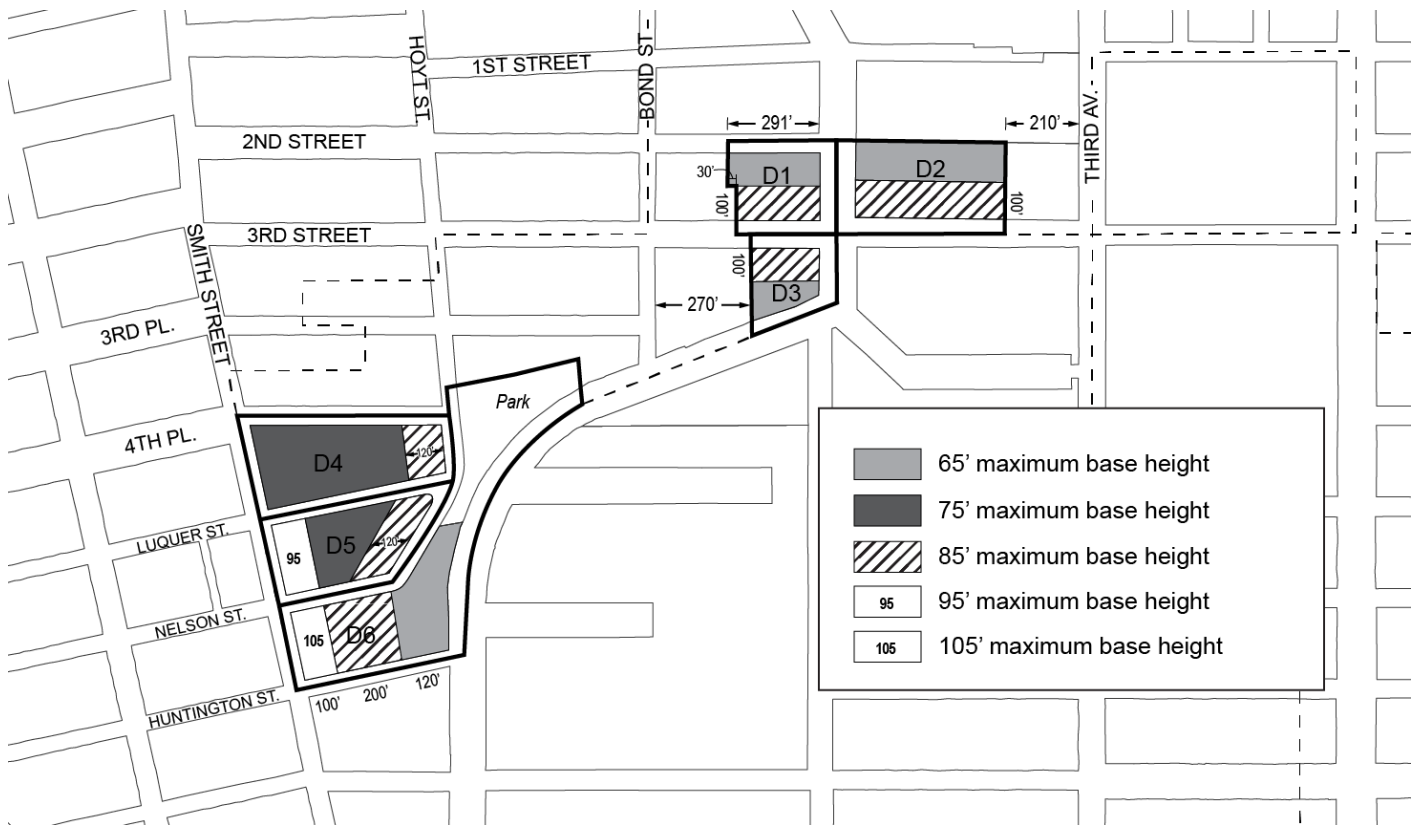 HOYT ST.
1ST STREET
BOND ST.
THIRD AV.
2ND STREET
291'
210'
30'
D1
D2
100'
100'
SMITH STREET
3RD STREET
100'
D3
270'
3RD PL.
Park
4TH PL.
D4
120'
LUQUER ST.
95
D5
120'
NELSON ST.
105
D6
HUNTINGTON ST.
100'
200'
120'
65' maximum base height
75' maximum base height
85' maximum base height
95 95' maximum base height
105 105' maximum base height